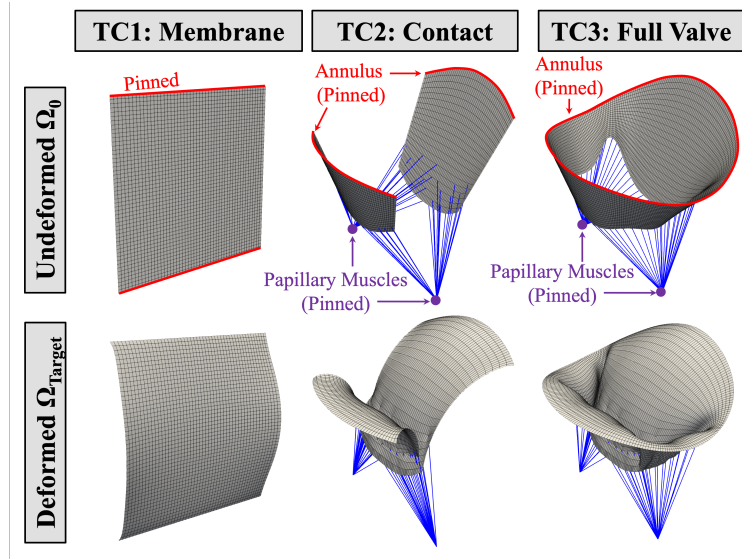 TC1: Membrane
TC2: Contact
TC3: Full Valve
Undeformed Ω₀
Pinned
Annulus
(Pinned)
Papillary Muscles
(Pinned)
Annulus
(Pinned)
Papillary Muscles
(Pinned)
Deformed Ω_Target